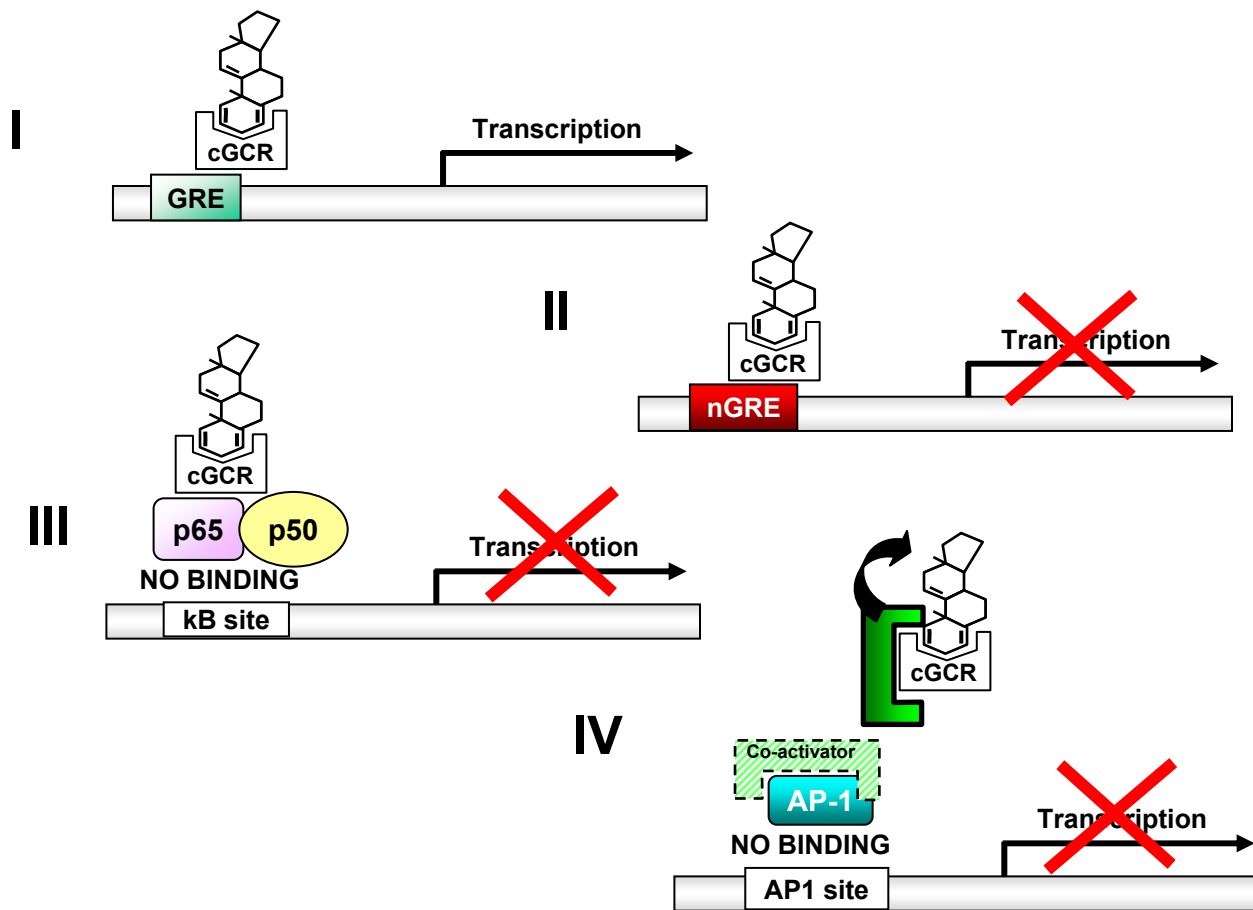 I
cGCR
Transcription
GRE
II
cGCR
Transcription
nGRE
III
cGCR
p65 p50
NO BINDING
Transcription
kB site
IV
cGCR
Co-activator
AP-1
NO BINDING
Transcription
AP1 site